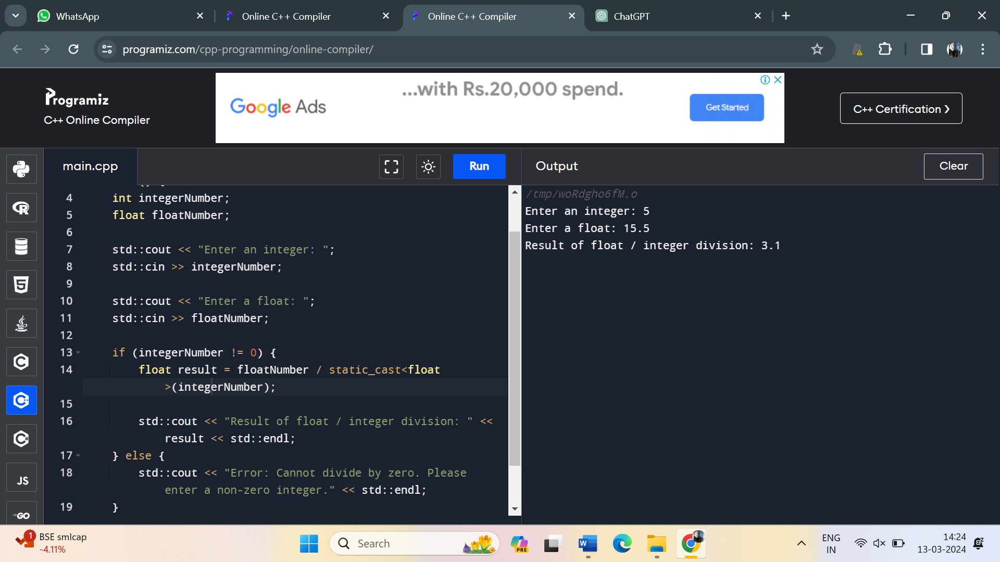 WhatsApp
Online C++ Compiler
Online C++ Compiler
ChatGPT
programiz.com/cpp-programming/online-compiler/
Programiz
C++ Online Compiler
...with Rs.20,000 spend.
Google Ads
Get Started
C++ Certification ❯
main.cpp
Run
Output
Clear
4 int integerNumber;
5 float floatNumber;
6
7 std::cout << "Enter an integer: ";
8 std::cin >> integerNumber;
9
10 std::cout << "Enter a float: ";
11 std::cin >> floatNumber;
12
13 if (integerNumber != 0) {
14 float result = floatNumber / static_cast<float
>(integerNumber);
15
16 std::cout << "Result of float / integer division: " <<
result << std::endl;
17 } else {
18 std::cout << "Error: Cannot divide by zero. Please
enter a non-zero integer." << std::endl;
19 }
/tmp/woRdgho6fM.o
Enter an integer: 5
Enter a float: 15.5
Result of float / integer division: 3.1
R
5
C
C++
C#
JS
GO
1
BSE smlcap
-4.11%
Search
PRE
W
ENG
IN
14:24
13-03-2024